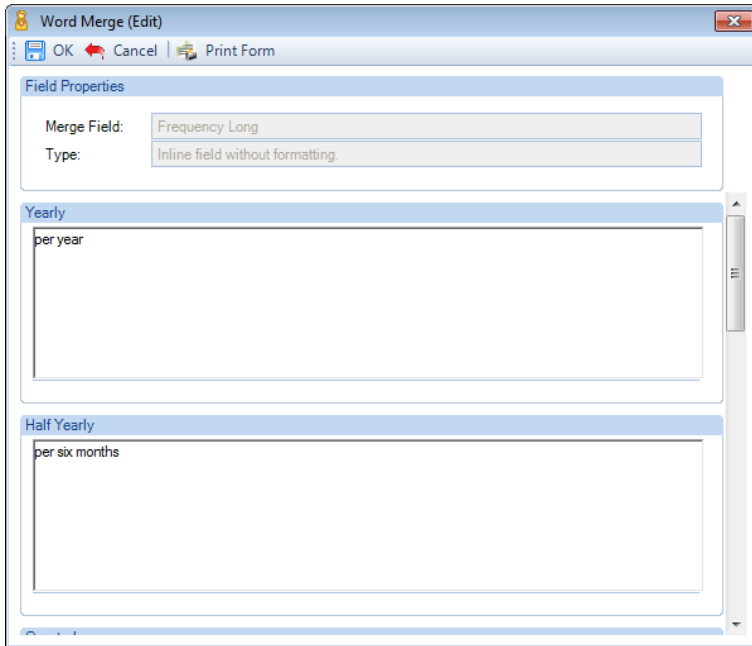 Word Merge (Edit)
OK Cancel Print Form
Field Properties
Merge Field: Frequency Long
Type: Inline field without formatting.
Yearly
per year
Half Yearly
per six months